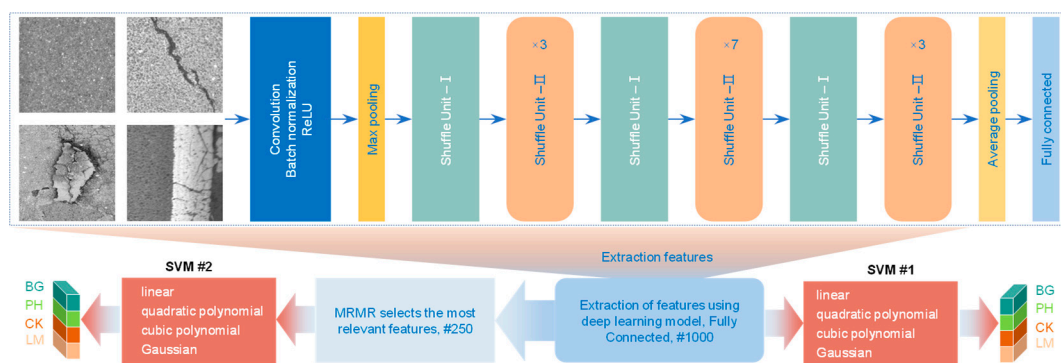 Convolution
Batch normalization
ReLU
Max pooling
Shuffle Unit－I
×3
Shuffle Unit－II
Shuffle Unit－I
×7
Shuffle Unit－II
Shuffle Unit－I
×3
Shuffle Unit－II
Average pooling
Fully connected
Extraction features
SVM #2
BG
PH
CK
LM
linear
quadratic polynomial
cubic polynomial
Gaussian
MRMR selects the most
relevant features, #250
Extraction of features using
deep learning model, Fully
Connected, #1000
SVM #1
linear
quadratic polynomial
cubic polynomial
Gaussian
BG
PH
CK
LM